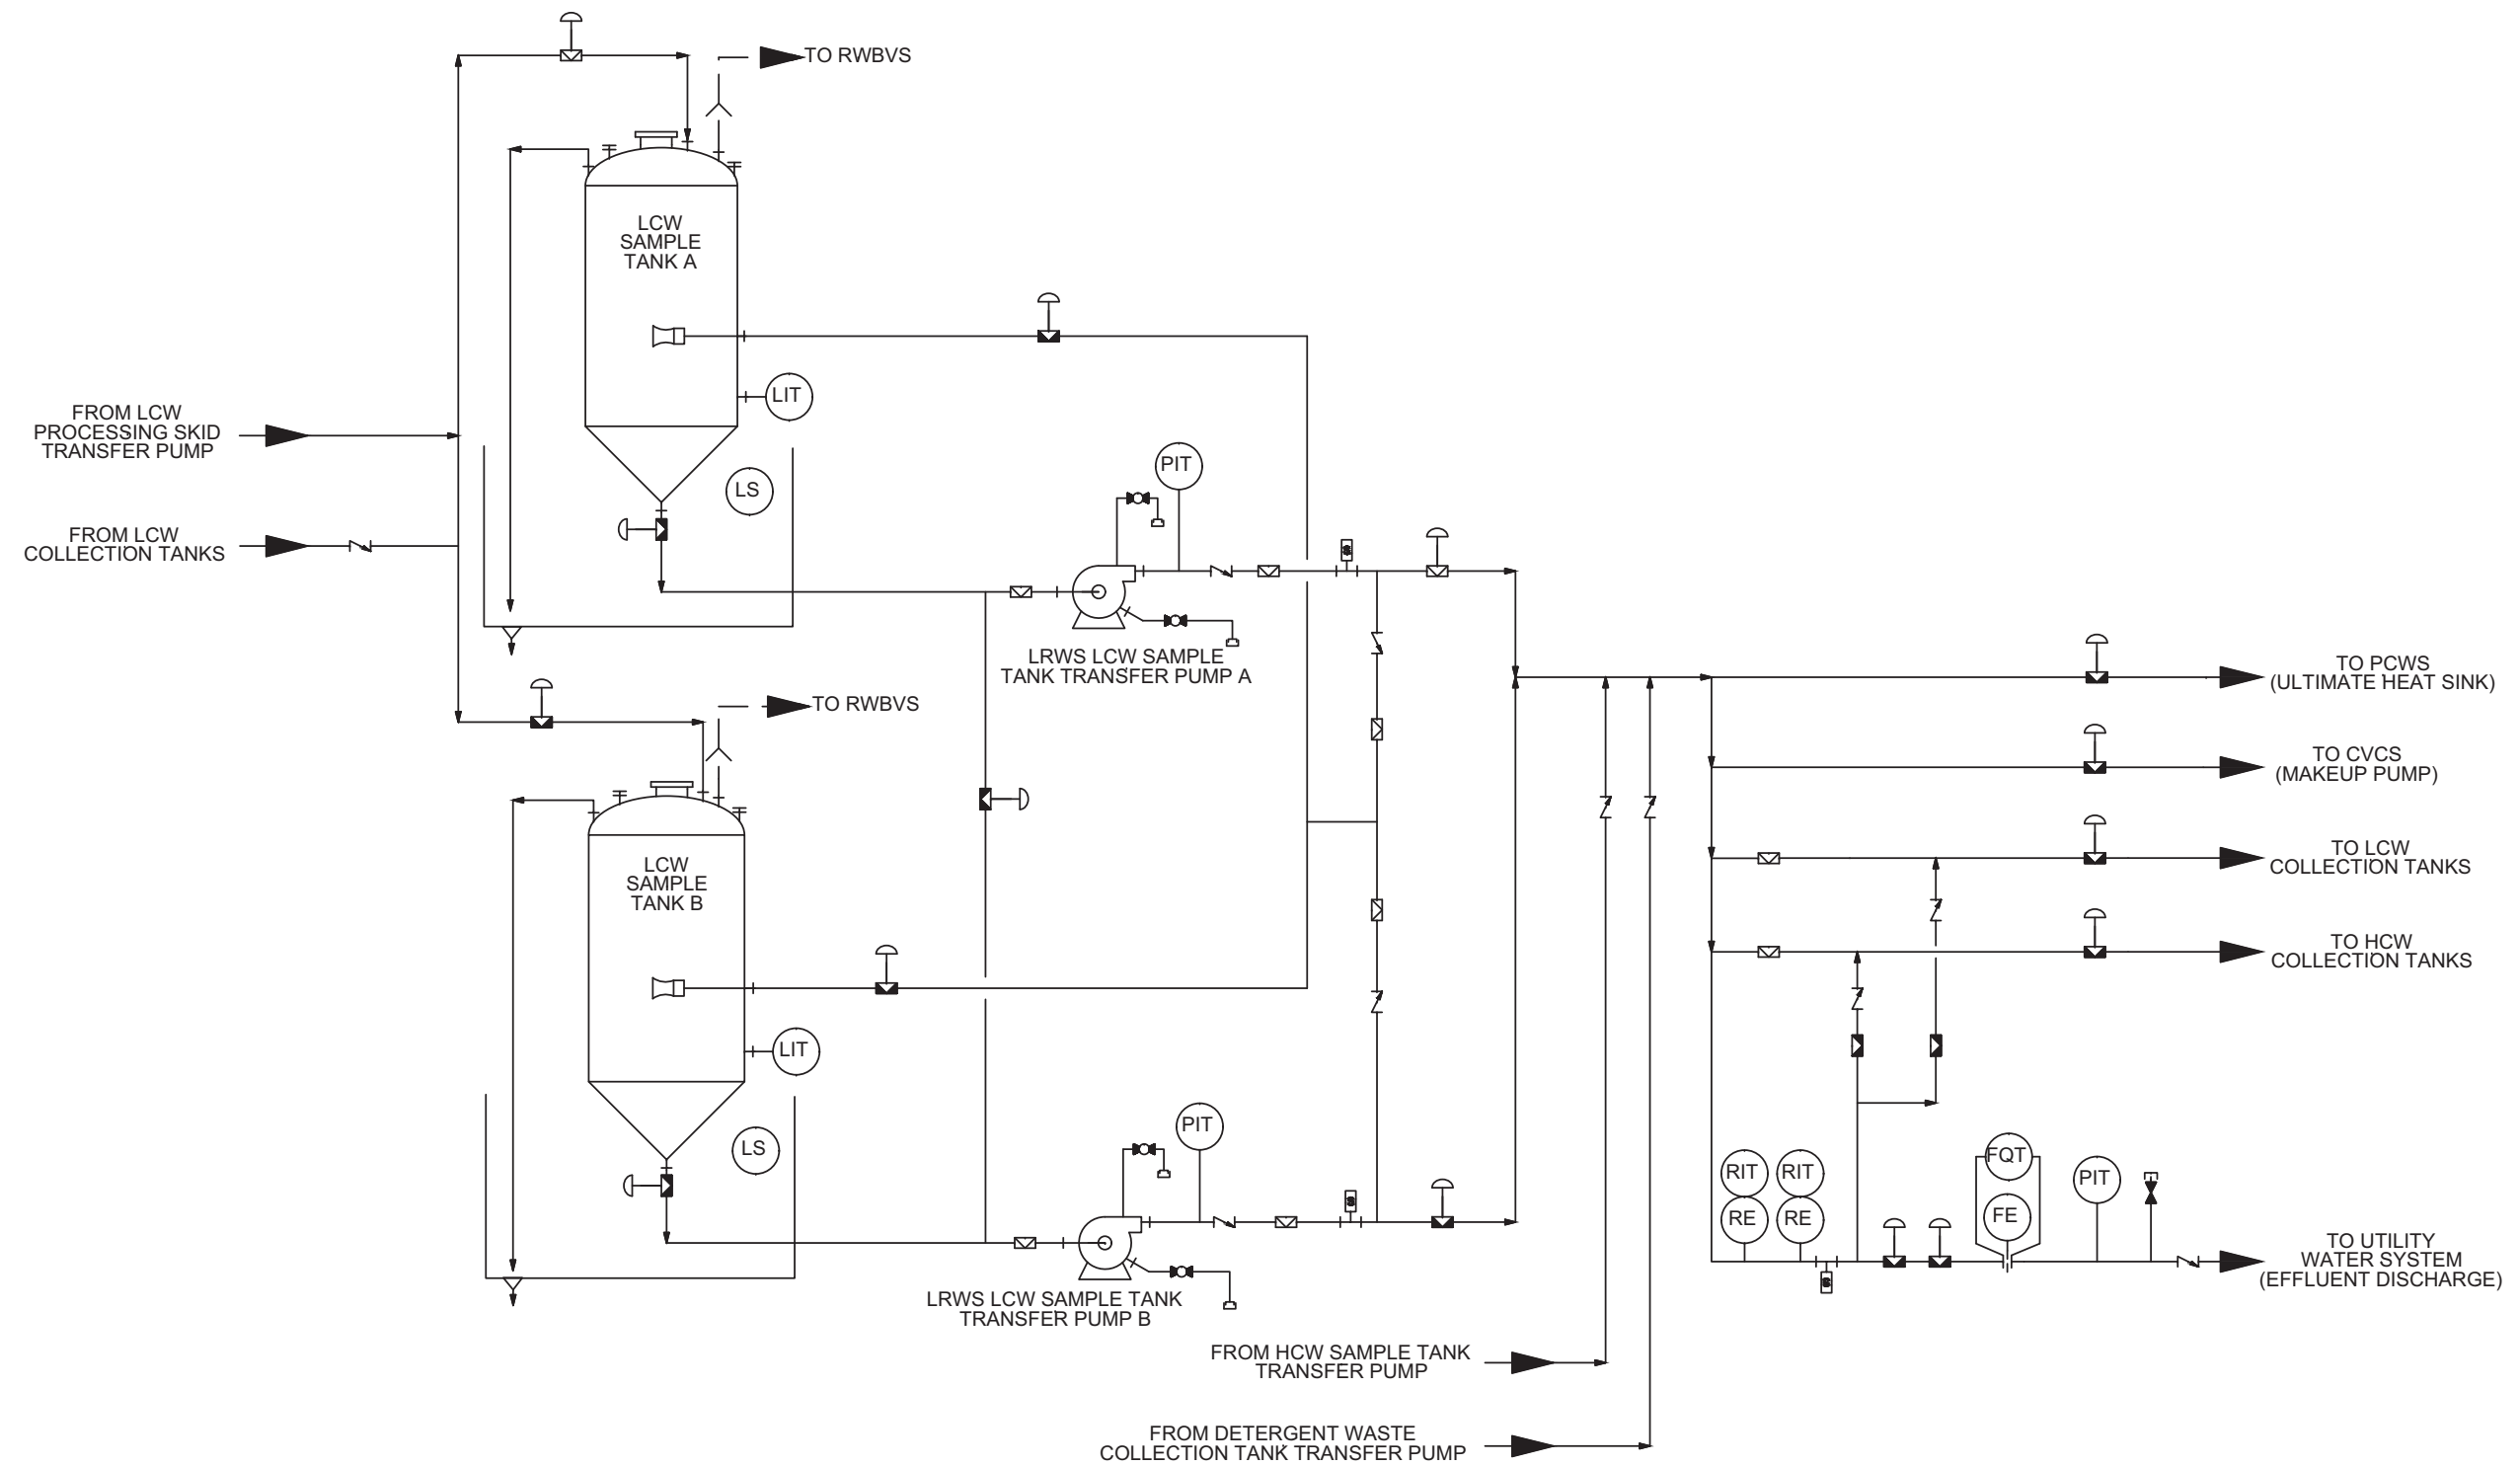 TO RWBVS
LCW
SAMPLE
TANK A
LIT
FROM LCW
PROCESSING SKID
TRANSFER PUMP
LS
PIT
FROM LCW
COLLECTION TANKS
LRWS LCW SAMPLE
TANK TRANSFER PUMP A
TO RWBVS
LCW
SAMPLE
TANK B
LIT
LS
PIT
LRWS LCW SAMPLE TANK
TRANSFER PUMP B
FROM HCW SAMPLE TANK
TRANSFER PUMP
FROM DETERGENT WASTE
COLLECTION TANK TRANSFER PUMP
TO PCWS
(ULTIMATE HEAT SINK)
TO CVCS
(MAKEUP PUMP)
TO LCW
COLLECTION TANKS
TO HCW
COLLECTION TANKS
RIT
RIT
FQT
PIT
RE
RE
FE
TO UTILITY
WATER SYSTEM
(EFFLUENT DISCHARGE)